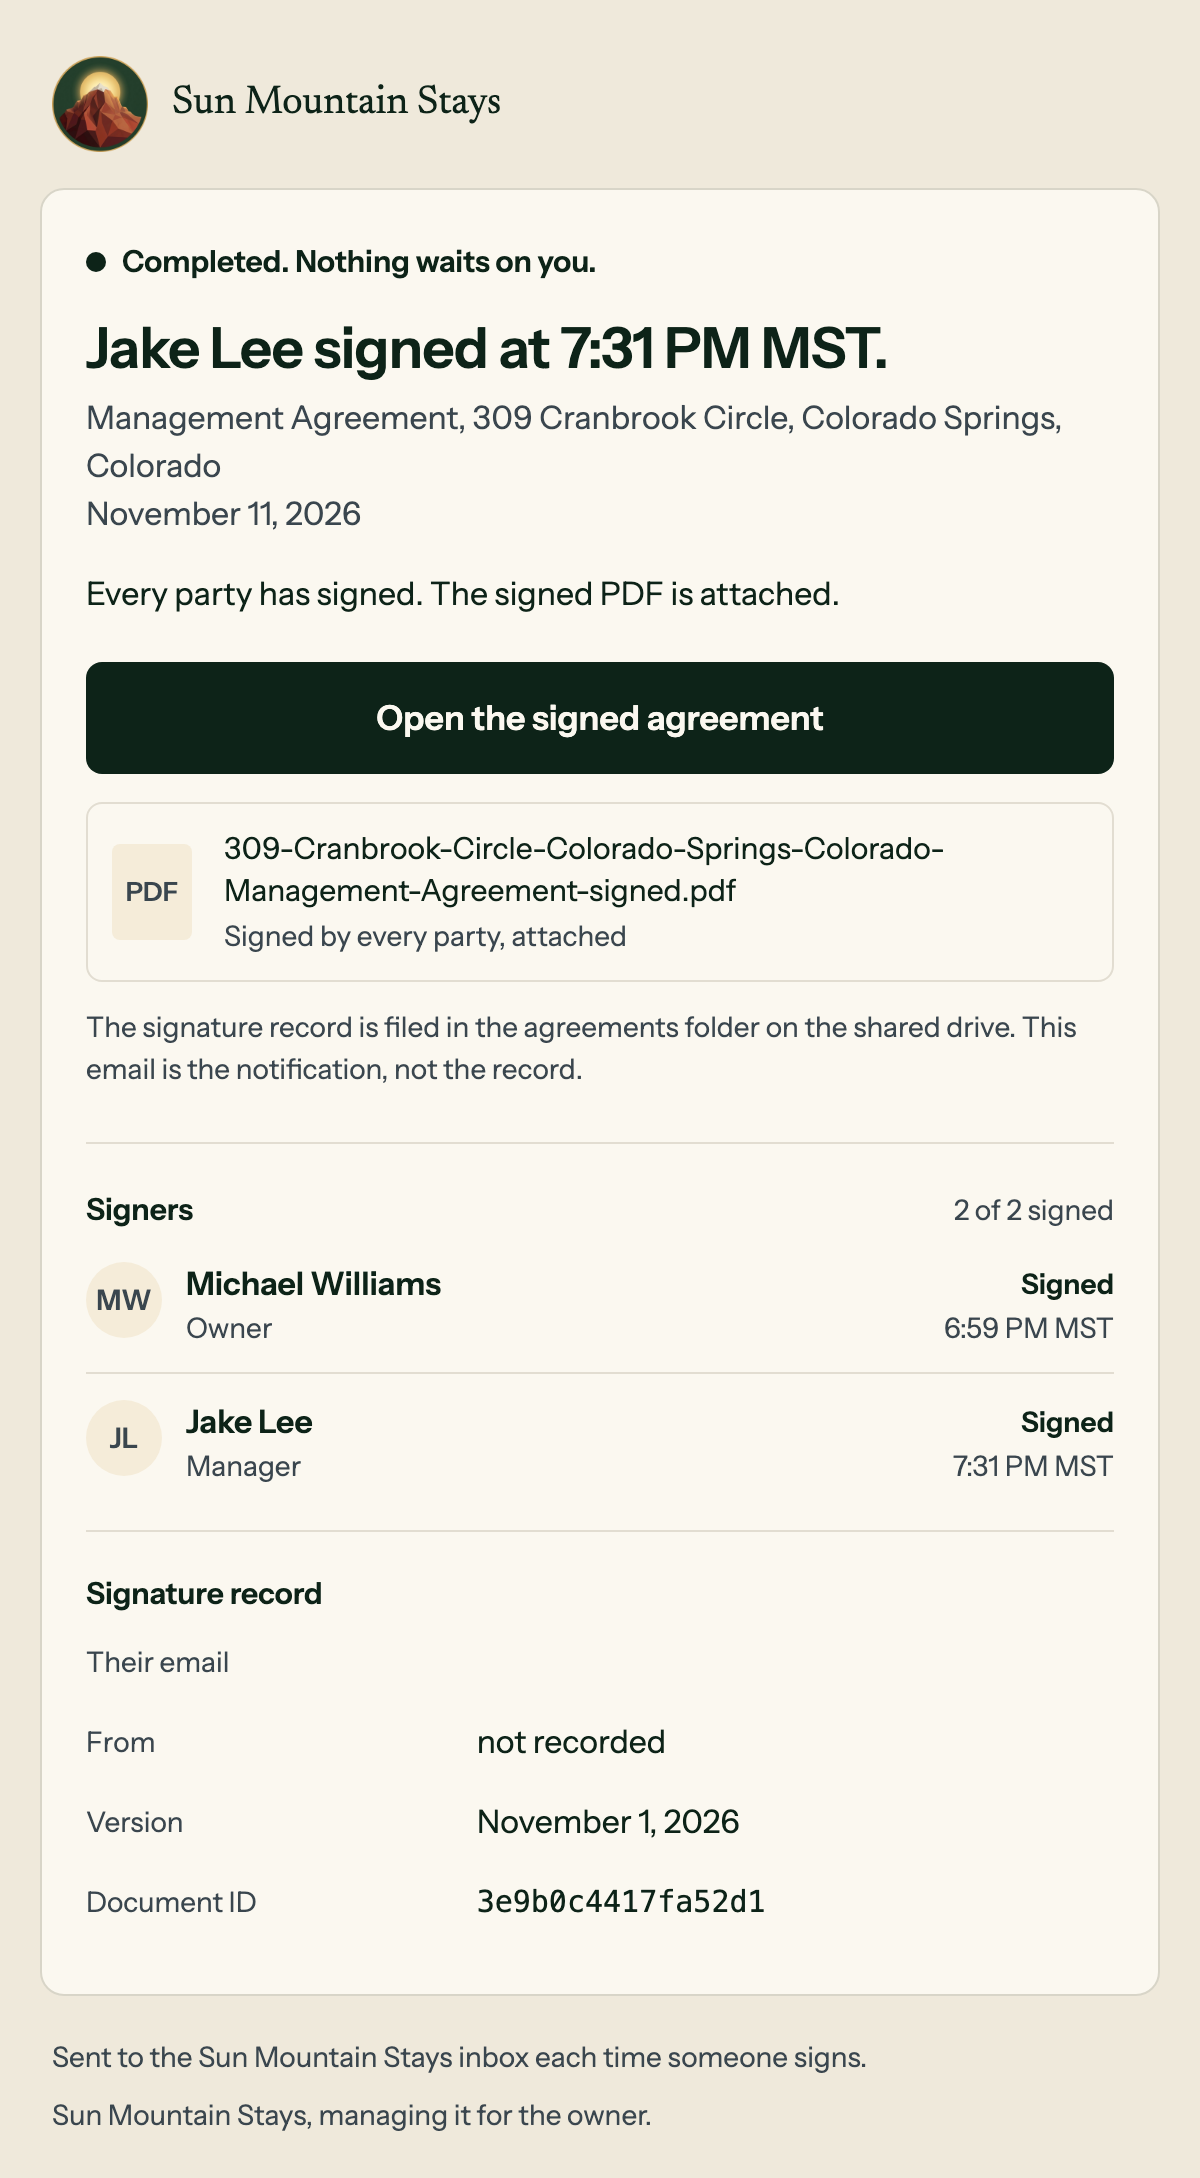 Sun Mountain Stays
Completed. Nothing waits on you.
Jake Lee signed at 7:31 PM MST.
Management Agreement, 309 Cranbrook Circle, Colorado Springs,
Colorado
November 11, 2026
Every party has signed. The signed PDF is attached.
Open the signed agreement
PDF
309-Cranbrook-Circle-Colorado-Springs-Colorado-
Management-Agreement-signed.pdf
Signed by every party, attached
The signature record is filed in the agreements folder on the shared drive. This
email is the notification, not the record.
Signers 2 of 2 signed
MW Michael Williams Signed
Owner 6:59 PM MST
JL Jake Lee Signed
Manager 7:31 PM MST
Signature record
Their email
From not recorded
Version November 1, 2026
Document ID 3e9b0c4417fa52d1
Sent to the Sun Mountain Stays inbox each time someone signs.
Sun Mountain Stays, managing it for the owner.